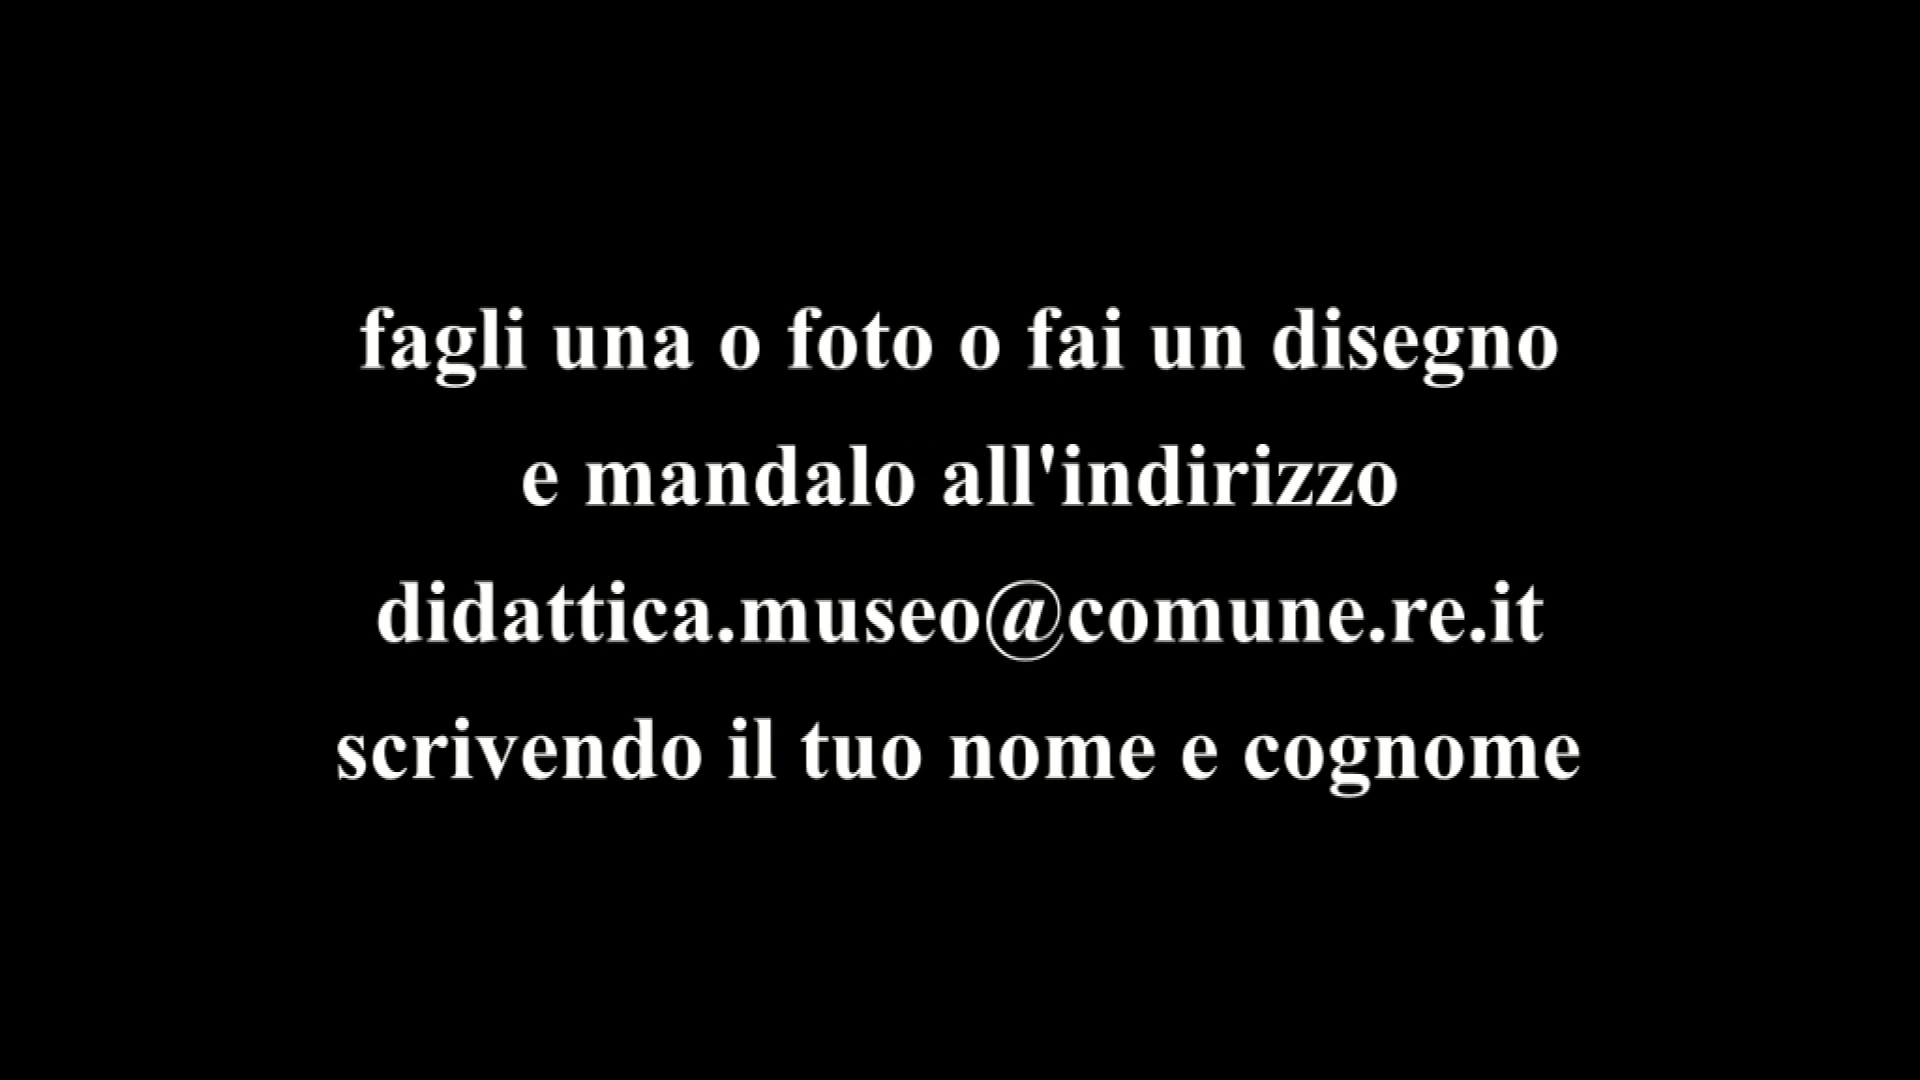 fagli una o foto o fai un disegno
e mandalo all'indirizzo
didattica.museo@comune.re.it
scrivendo il tuo nome e cognome